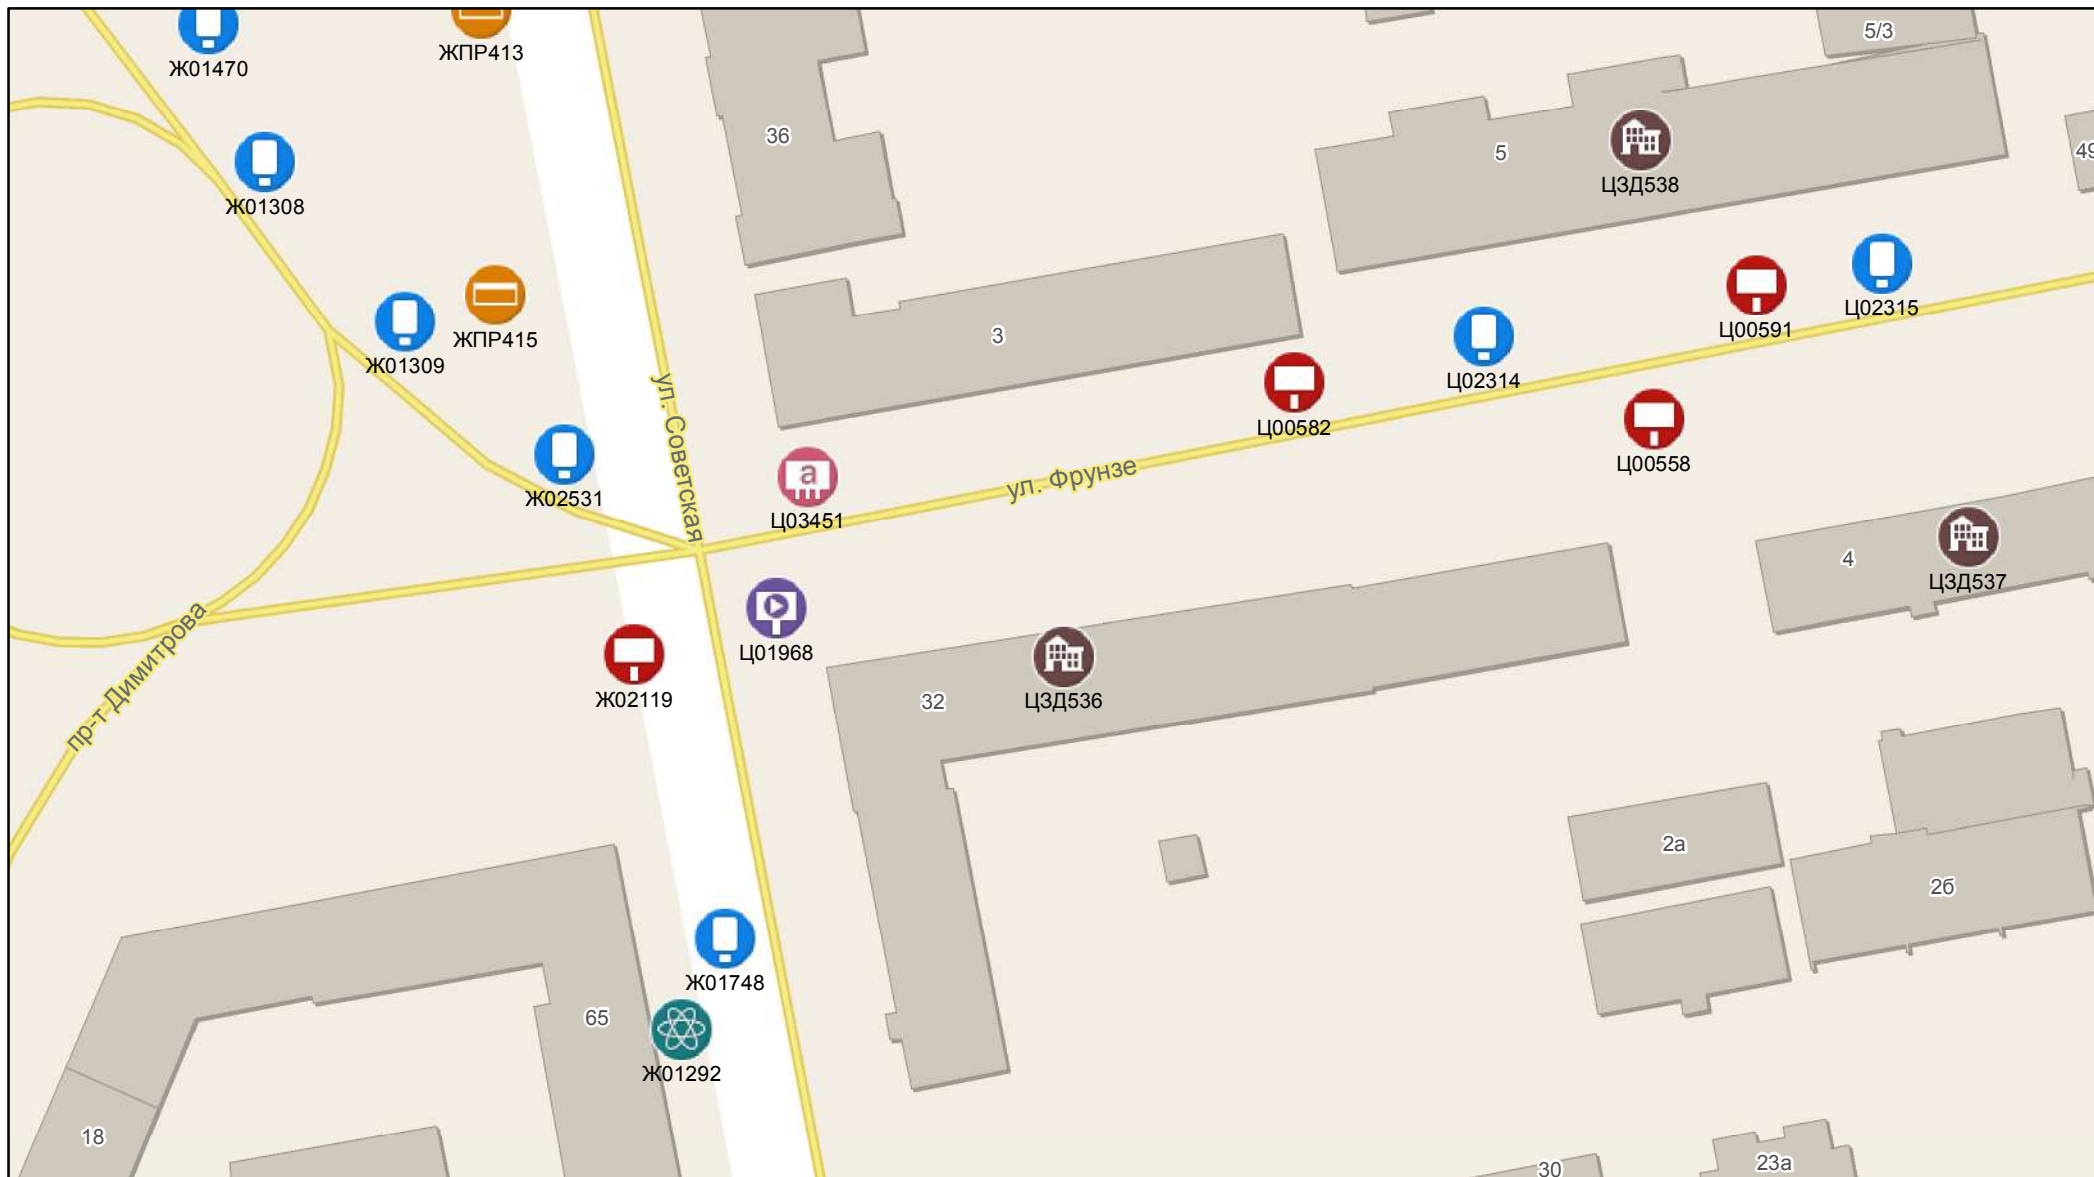 5/3
ЖПР413
Ж01470
36
5
49
ЦЗД538
Ж01308
Ц00591
Ц02315
ЖПР415
3
Ж01309
Ц02314
ул. Советская
Ц00582
Ц00558
ул. Фрунзе
Ж02531
Ц03451
4
ЦЗД537
пр-т Димитрова
Ц01968
Ж02119
32
ЦЗД536
2а
2б
Ж01748
65
Ж01292
18
30
23а